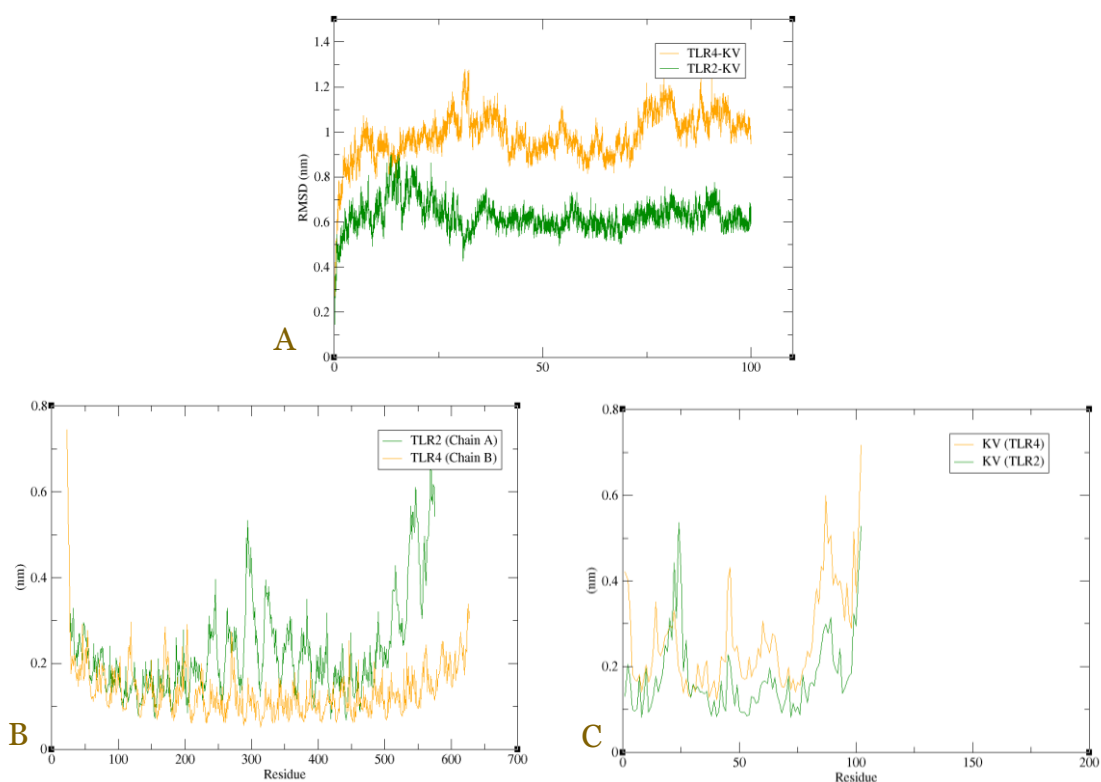 1.4
TLR4-KV
TLR2-KV
1.2
1
0.8
0.6
0.4
0.2
0
RMSD (nm)
0
50
100
A
0.8
0.6
0.4
0.2
0
(nm)
TLR2 (Chain A)
TLR4 (Chain B)
0
100
200
300
400
500
600
700
Residue
B
0.8
0.6
0.4
0.2
0
(nm)
KV (TLR4)
KV (TLR2)
0
50
100
150
200
Residue
C